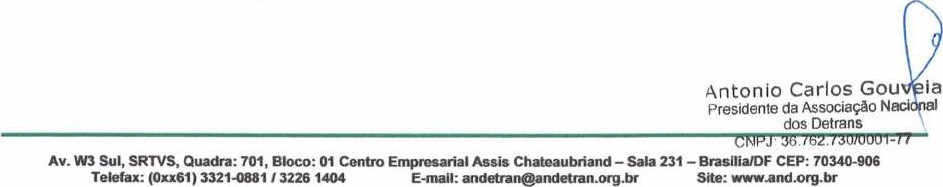 Antonio Carlos Gouveia
Presidente da Associação Nacional
dos Detrans
CNPJ 36.762.730/0001-77
Av. W3 Sul, SRTVS, Quadra: 701, Bloco: 01 Centro Empresarial Assis Chateaubriand – Sala 231 – Brasília/DF CEP: 70340-906
Telefax: (0xx61) 3321-0881 / 3226 1404 E-mail: andetran@andetran.org.br Site: www.and.org.br